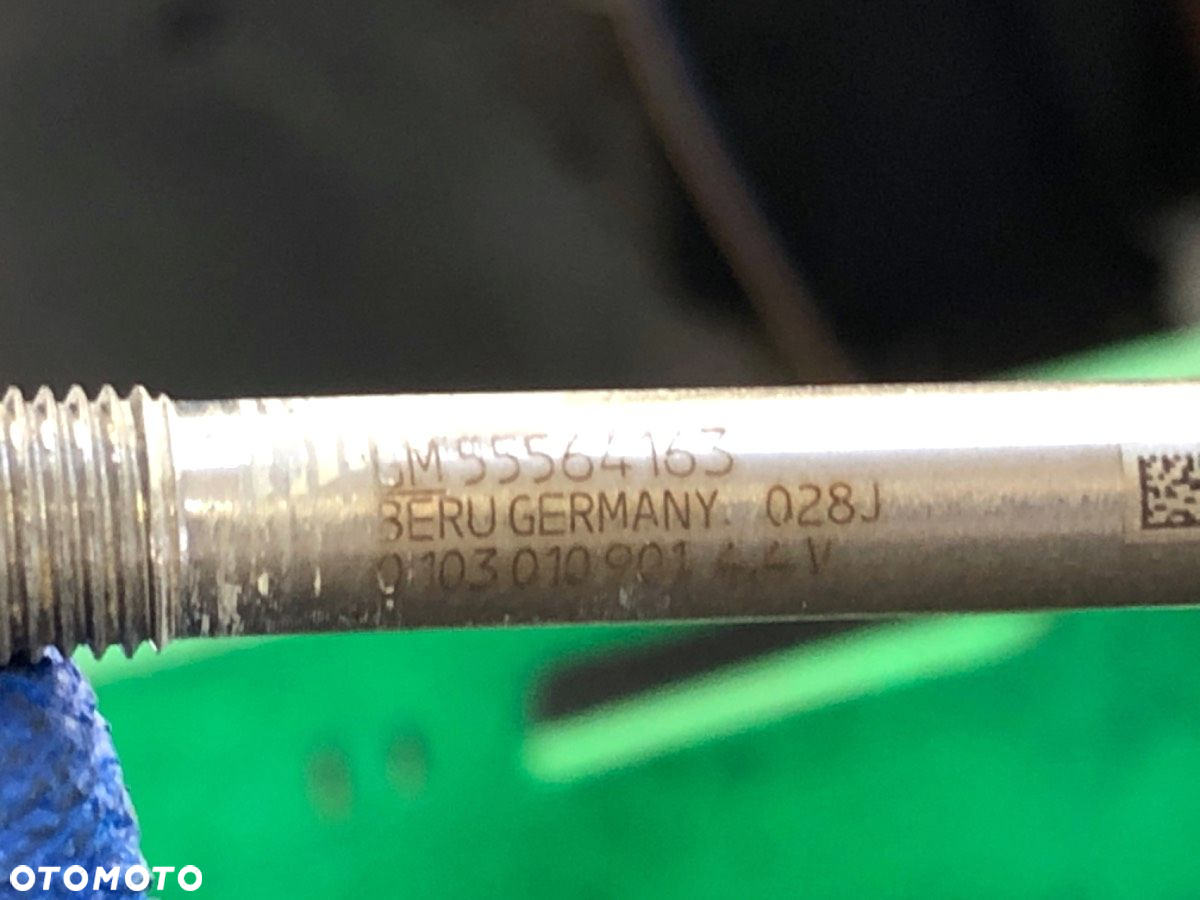 GM 55564163
BERU GERMANY. 028J
0 103 010 901 4.4 V
OTOMOTO